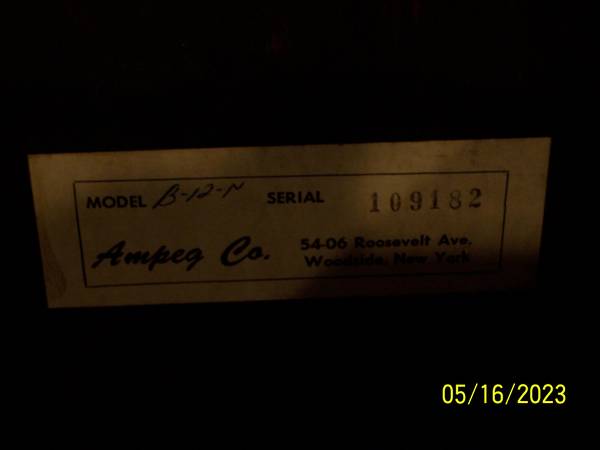 MODEL B-12-N SERIAL 109182
Ampeg Co. 54-06 Roosevelt Ave.
Woodside, New York
05/16/2023